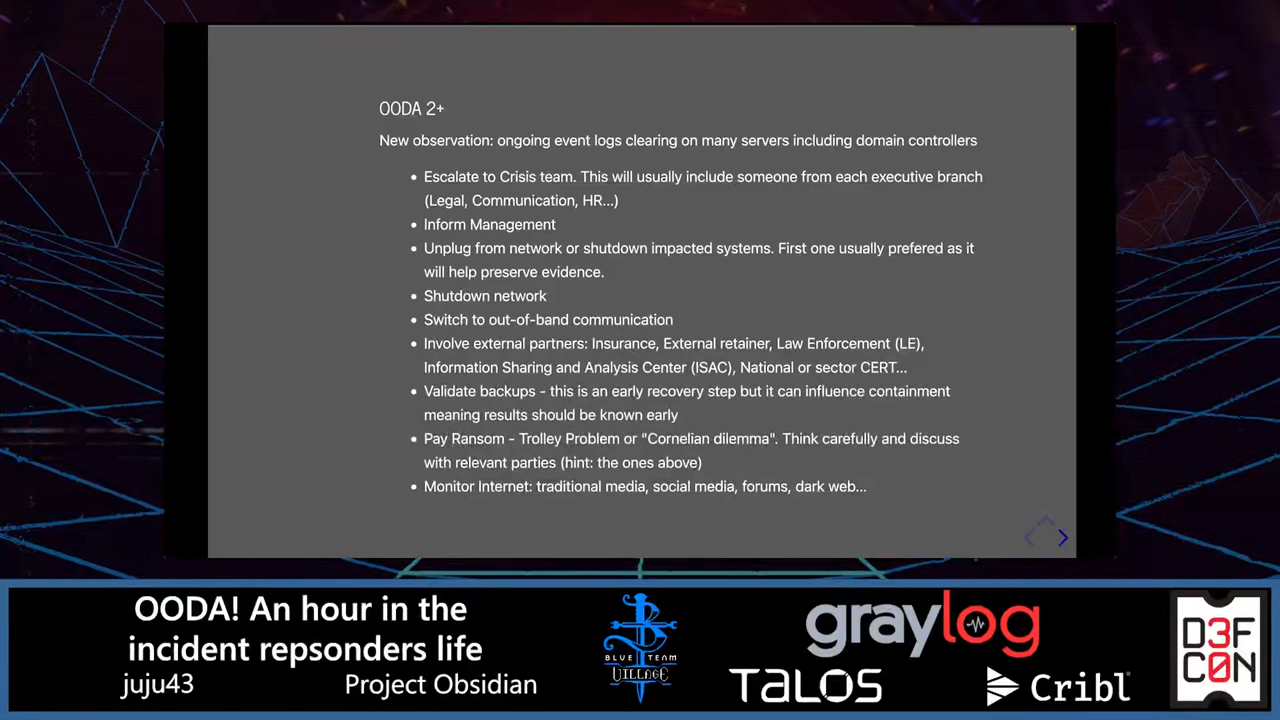 OODA 2+
New observation: ongoing event logs clearing on many servers including domain controllers
• Escalate to Crisis team. This will usually include someone from each executive branch
(Legal, Communication, HR...)
• Inform Management
• Unplug from network or shutdown impacted systems. First one usually prefered as it
will help preserve evidence.
• Shutdown network
• Switch to out-of-band communication
• Involve external partners: Insurance, External retainer, Law Enforcement (LE),
Information Sharing and Analysis Center (ISAC), National or sector CERT...
• Validate backups - this is an early recovery step but it can influence containment
meaning results should be known early
• Pay Ransom - Trolley Problem or "Cornelian dilemma". Think carefully and discuss
with relevant parties (hint: the ones above)
• Monitor Internet: traditional media, social media, forums, dark web...
OODA! An hour in the
incident repsonders life
juju43
Project Obsidian
BLUE TEAM
VILLAGE
graylog
TALOS
Cribl
D3F
C0N